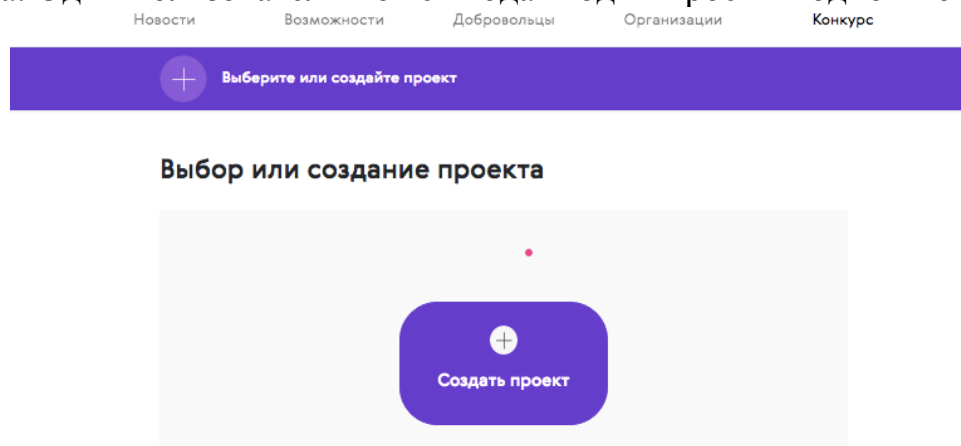 Новости Возможности Добровольцы Организации Конкурс
Выберите или создайте проект
Выбор или создание проекта
Создать проект